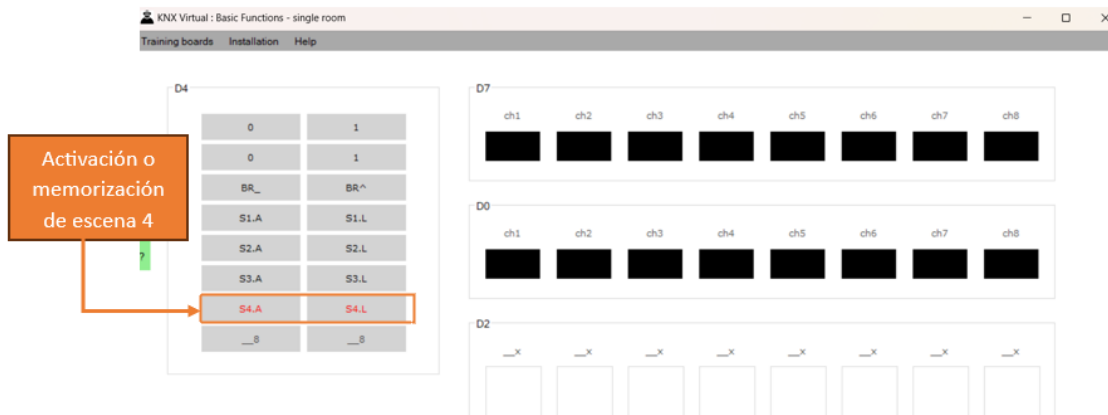 KNX Virtual : Basic Functions - single room
Training boards Installation Help
D4
0 1
0 1
BR_ BR^
S1.A S1.L
S2.A S2.L
S3.A S3.L
S4.A S4.L
__8 __8
Activación o
memorización
de escena 4
?
D7
ch1 ch2 ch3 ch4 ch5 ch6 ch7 ch8
D0
ch1 ch2 ch3 ch4 ch5 ch6 ch7 ch8
D2
__x __x __x __x __x __x __x __x